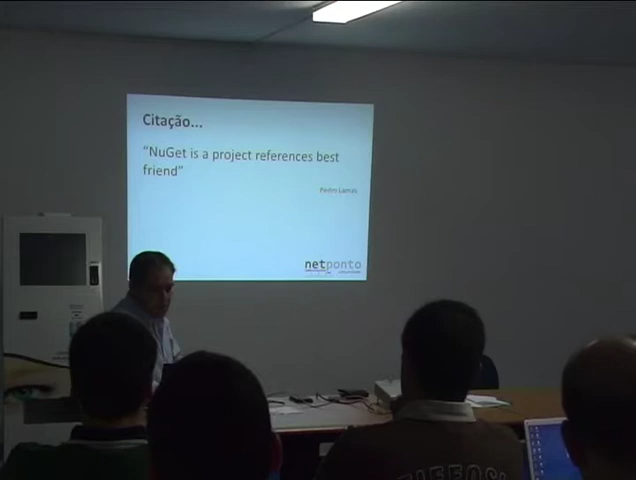 Citação...
"NuGet is a project references best
friend"
Pedro Lamas
netponto